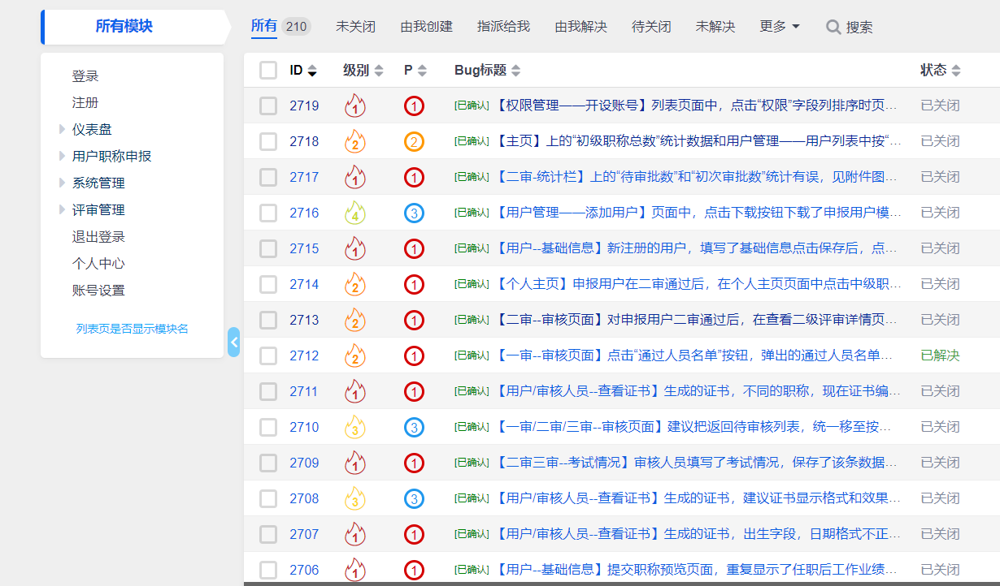 所有模块
登录
注册
仪表盘
用户职称申报
系统管理
评审管理
退出登录
个人中心
账号设置
列表页是否显示模块名
所有 210 未关闭 由我创建 指派给我 由我解决 待关闭 未解决 更多 搜索
ID 级别 P Bug标题 状态
2719 1 1 [已确认] 【权限管理——开设账号】列表页面中，点击“权限”字段列排序时页… 已关闭
2718 2 2 [已确认] 【主页】上的“初级职称总数”统计数据和用户管理——用户列表中按“… 已关闭
2717 1 1 [已确认] 【二审-统计栏】上的“待审批数”和“初次审批数”统计有误，见附件图… 已关闭
2716 4 3 [已确认] 【用户管理——添加用户】页面中，点击下载按钮下载了申报用户模… 已关闭
2715 1 1 [已确认] 【用户--基础信息】新注册的用户，填写了基础信息点击保存后，点… 已关闭
2714 2 1 [已确认] 【个人主页】申报用户在二审通过后，在个人主页页面中点击中级职… 已关闭
2713 2 1 [已确认] 【二审--审核页面】对申报用户二审通过后，在查看二级评审详情页… 已关闭
2712 2 1 [已确认] 【一审--审核页面】点击“通过人员名单”按钮，弹出的通过人员名单… 已解决
2711 1 1 [已确认] 【用户/审核人员--查看证书】生成的证书，不同的职称，现在证书编… 已关闭
2710 3 3 [已确认] 【一审/二审/三审--审核页面】建议把返回待审核列表，统一移至按… 已关闭
2709 1 1 [已确认] 【二审三审--考试情况】审核人员填写了考试情况，保存了该条数据… 已关闭
2708 3 3 [已确认] 【用户/审核人员--查看证书】生成的证书，建议证书显示格式和效果… 已关闭
2707 1 1 [已确认] 【用户/审核人员--查看证书】生成的证书，出生字段，日期格式不正… 已关闭
2706 1 1 [已确认] 【用户--基础信息】提交职称预览页面，重复显示了任职后工作业绩… 已关闭